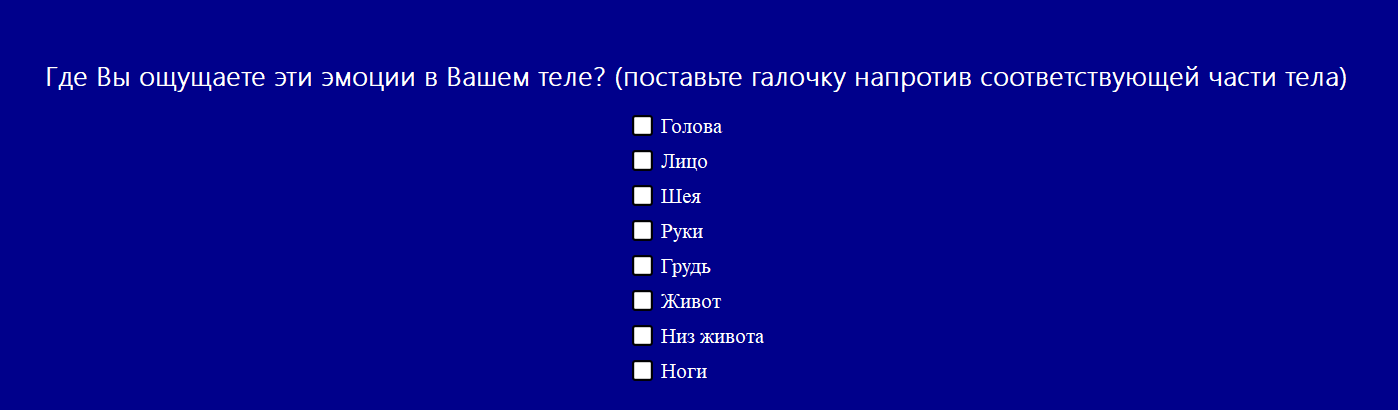 Где Вы ощущаете эти эмоции в Вашем теле? (поставьте галочку напротив соответствующей части тела)
Голова
Лицо
Шея
Руки
Грудь
Живот
Низ живота
Ноги